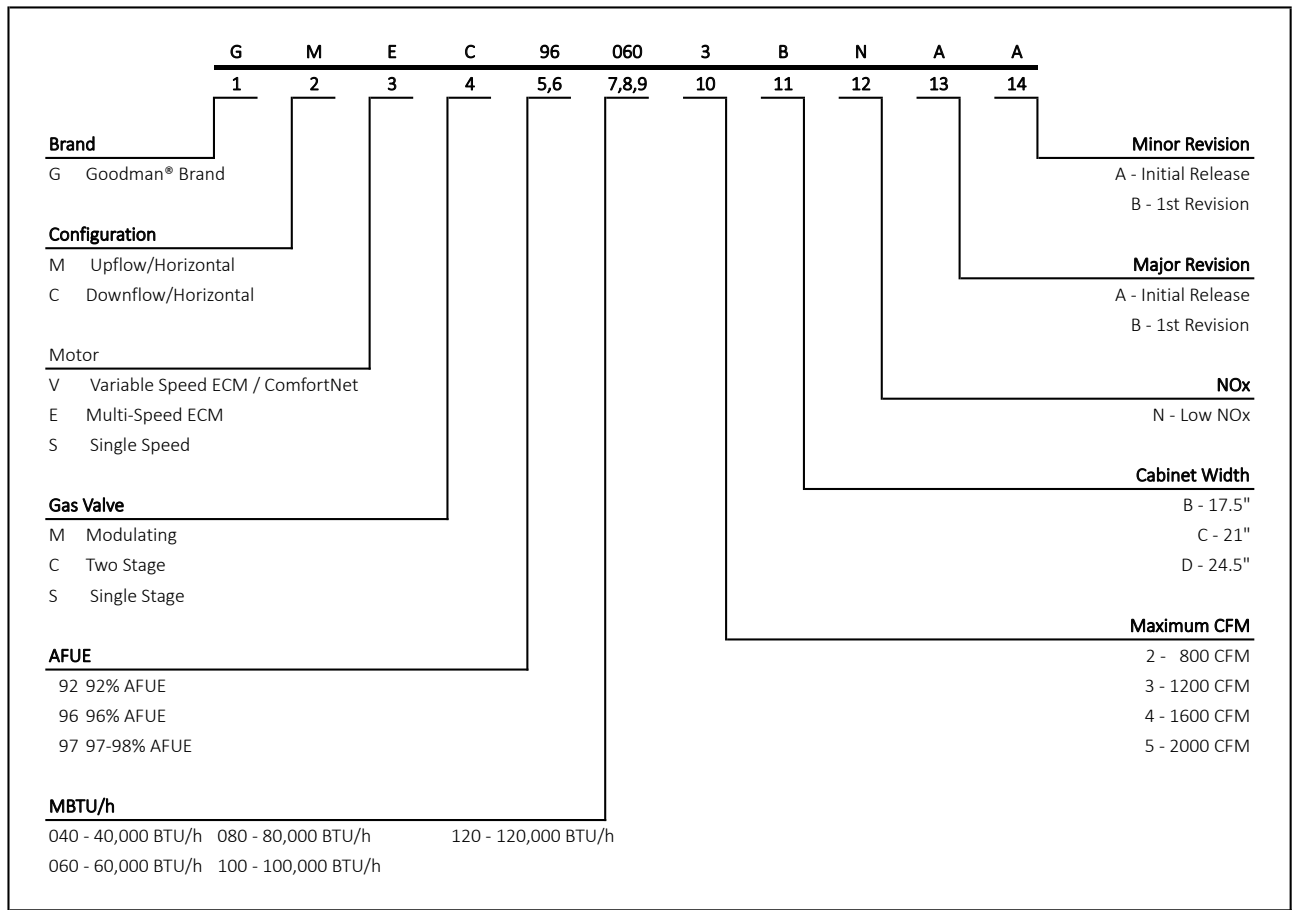 G M E C 96 060 3 B N A A
1 2 3 4 5,6 7,8,9 10 11 12 13 14
Brand
G Goodman® Brand
Configuration
M Upflow/Horizontal
C Downflow/Horizontal
Motor
V Variable Speed ECM / ComfortNet
E Multi-Speed ECM
S Single Speed
Gas Valve
M Modulating
C Two Stage
S Single Stage
AFUE
92 92% AFUE
96 96% AFUE
97 97-98% AFUE
MBTU/h
040 - 40,000 BTU/h 080 - 80,000 BTU/h 120 - 120,000 BTU/h
060 - 60,000 BTU/h 100 - 100,000 BTU/h
Minor Revision
A - Initial Release
B - 1st Revision
Major Revision
A - Initial Release
B - 1st Revision
NOx
N - Low NOx
Cabinet Width
B - 17.5"
C - 21"
D - 24.5"
Maximum CFM
2 - 800 CFM
3 - 1200 CFM
4 - 1600 CFM
5 - 2000 CFM